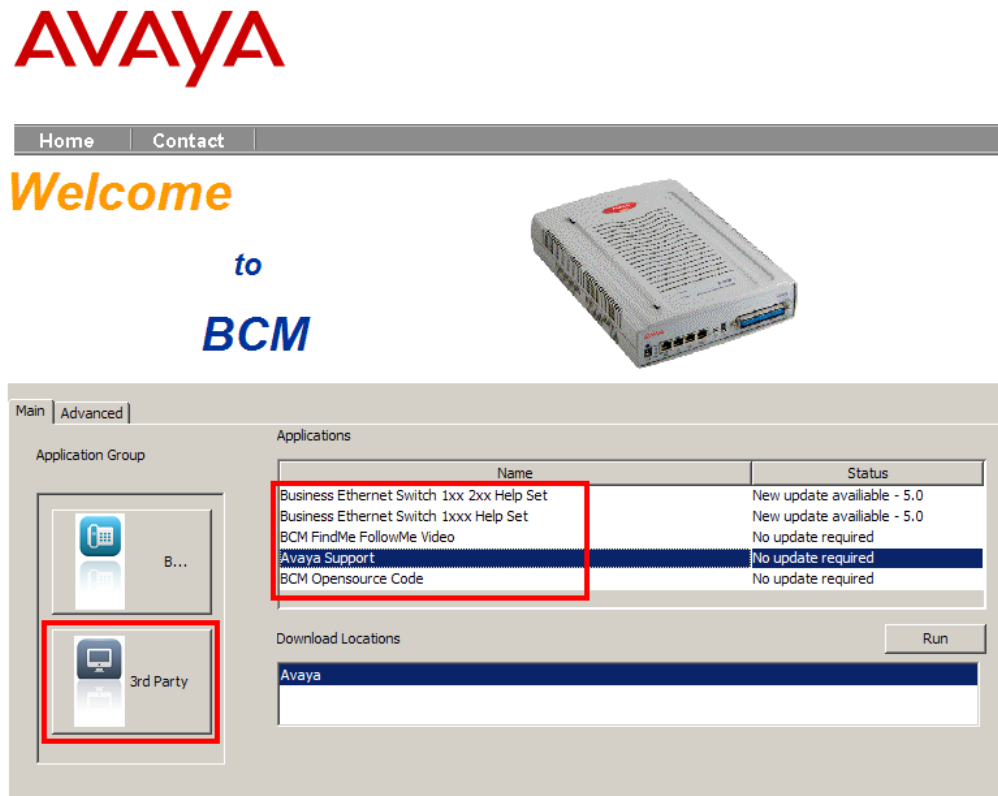 AVAYA
Home Contact
Welcome
to
BCM
Main Advanced
Application Group
B...
3rd Party
Applications
Name Status
Business Ethernet Switch 1xx 2xx Help Set New update availiable - 5.0
Business Ethernet Switch 1xxx Help Set New update availiable - 5.0
BCM FindMe FollowMe Video No update required
Avaya Support No update required
BCM Opensource Code No update required
Download Locations
Run
Avaya